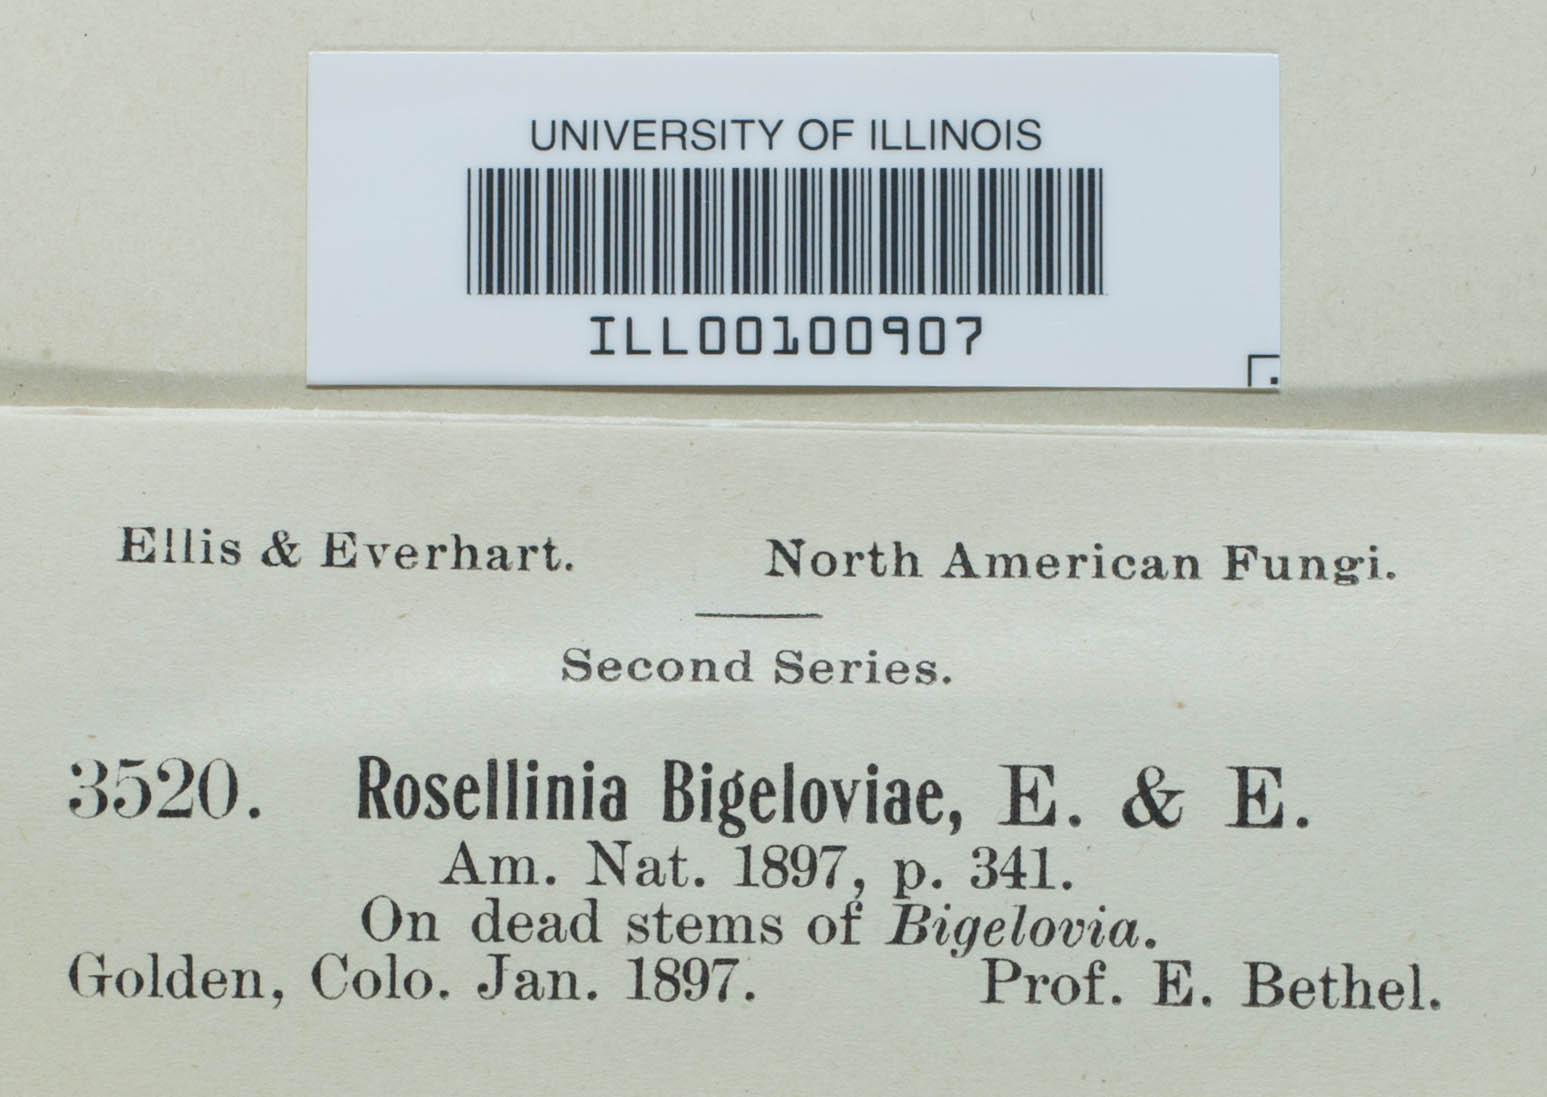 UNIVERSITY OF ILLINOIS
ILL00100907
Ellis & Everhart. North American Fungi.
Second Series.
3520. Rosellinia Bigeloviae, E. & E.
Am. Nat. 1897, p. 341.
On dead stems of Bigelovia.
Golden, Colo. Jan. 1897. Prof. E. Bethel.